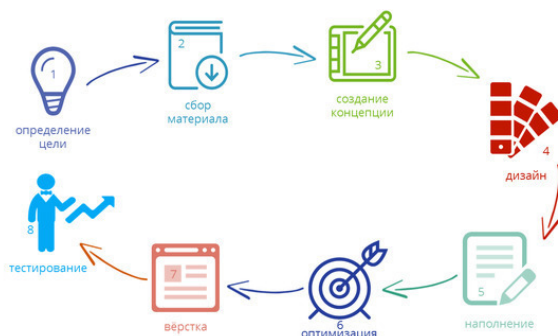 1
определение
цели
2
сбор
материала
3
создание
концепции
4
дизайн
5
наполнение
6
оптимизация
7
вёрстка
8
тестирование